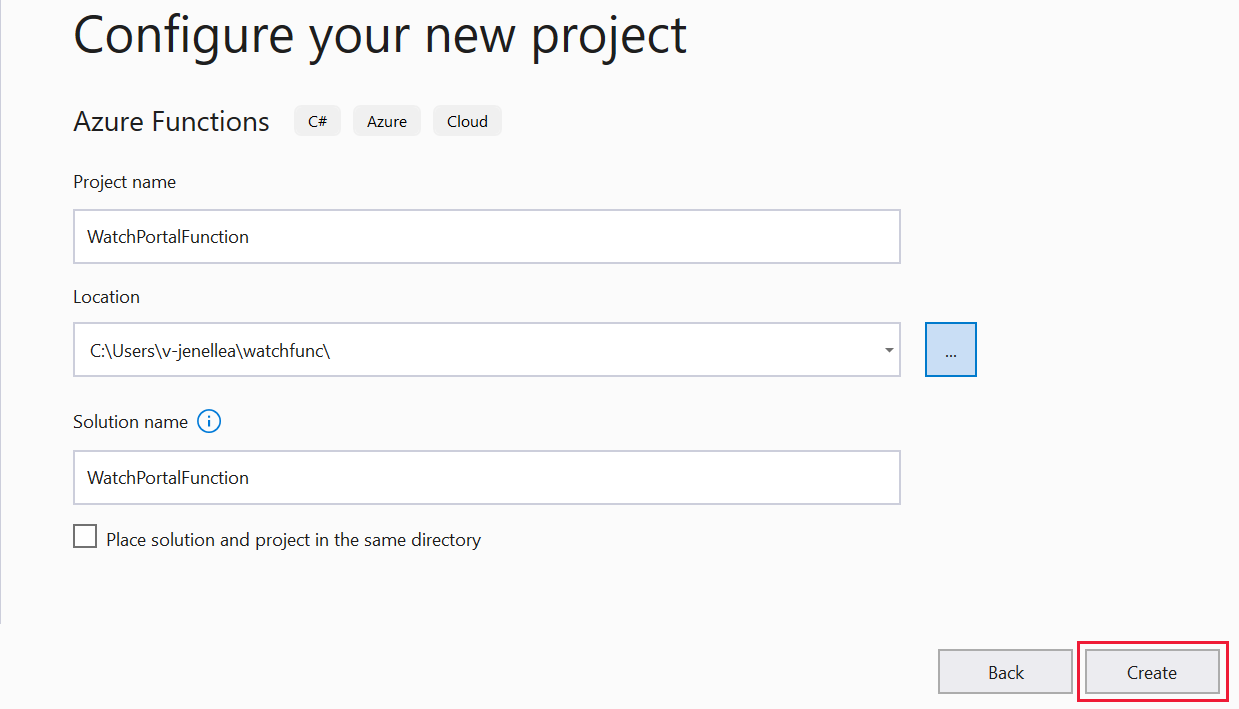 Configure your new project
Azure Functions C# Azure Cloud
Project name
WatchPortalFunction
Location
C:\Users\v-jenellea\watchfunc\
...
Solution name
WatchPortalFunction
Place solution and project in the same directory
Back Create